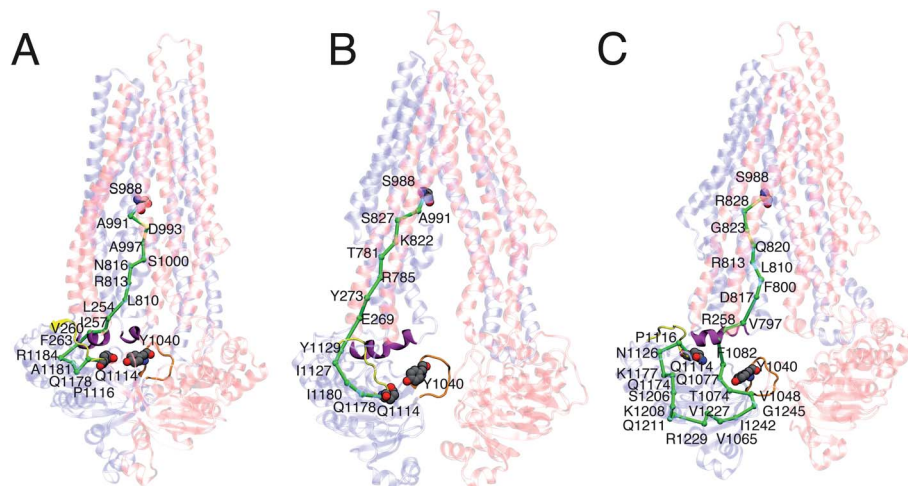 A
S988
A991
D993
A997
N816
S1000
R813
L254
L810
V260
I257
F263
Y1040
R1184
A1181
Q1178
Q1114
P1116
B
S988
S827
A991
K822
T781
R785
Y273
E269
Y1129
I1127
Y1040
I1180
Q1178
Q1114
C
S988
R828
G823
Q820
R813
L810
F800
D817
R258
V797
P1116
N1126
F1082
K1177
Q1114
Y1040
Q1174
Q1077
S1206
T1074
V1048
K1208
V1227
G1245
Q1211
I1242
R1229
V1065